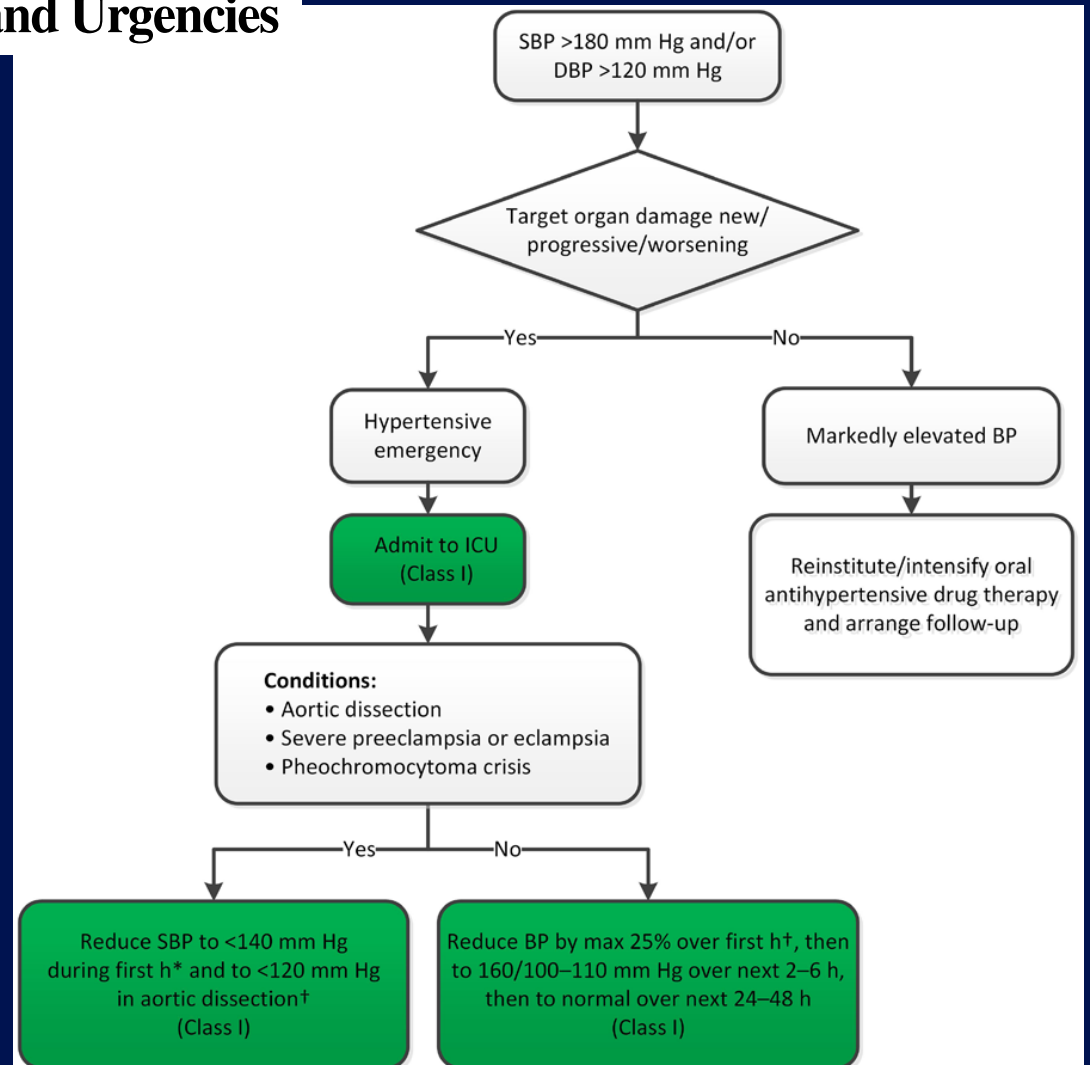 and Urgencies
SBP >180 mm Hg and/or
DBP >120 mm Hg
Target organ damage new/
progressive/worsening
Yes
No
Hypertensive
emergency
Markedly elevated BP
Admit to ICU
(Class I)
Reinstitute/intensify oral
antihypertensive drug therapy
and arrange follow-up
Conditions:
• Aortic dissection
• Severe preeclampsia or eclampsia
• Pheochromocytoma crisis
Yes
No
Reduce SBP to <140 mm Hg
during first h* and to <120 mm Hg
in aortic dissection†
(Class I)
Reduce BP by max 25% over first h†, then
to 160/100–110 mm Hg over next 2–6 h,
then to normal over next 24–48 h
(Class I)